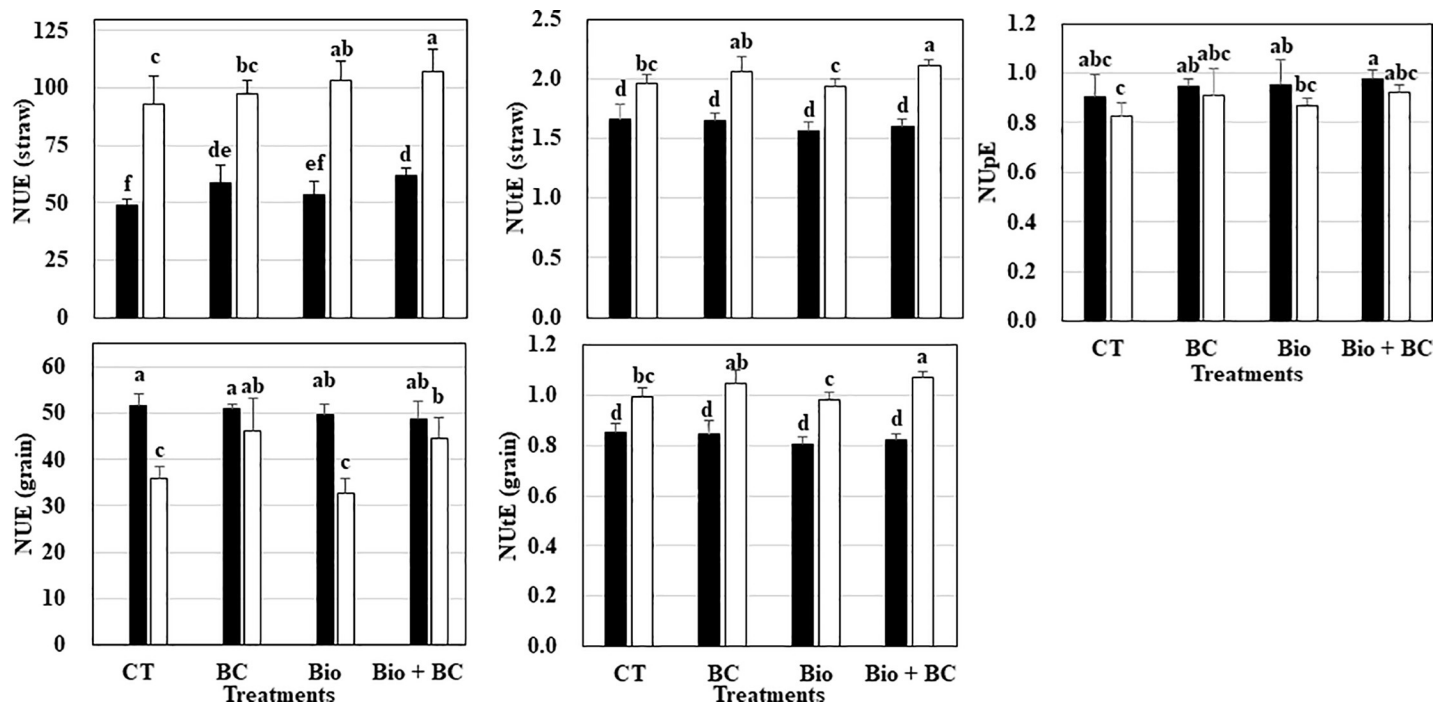 NUE (straw)
125
100
75
50
25
0
f
c
de
bc
ef
ab
d
a
NUtE (straw)
2.5
2.0
1.5
1.0
0.5
0.0
d
bc
d
ab
d
c
d
a
NUpE
1.2
1.0
0.8
0.6
0.4
0.2
0.0
abc
c
ab
abc
ab
bc
a
abc
CT BC Bio Bio + BC
Treatments
NUE (grain)
60
50
40
30
20
10
0
a
c
a
ab
ab
c
ab
b
CT BC Bio Bio + BC
Treatments
NUtE (grain)
1.2
1.0
0.8
0.6
0.4
0.2
0.0
d
bc
d
ab
d
c
d
a
CT BC Bio Bio + BC
Treatments